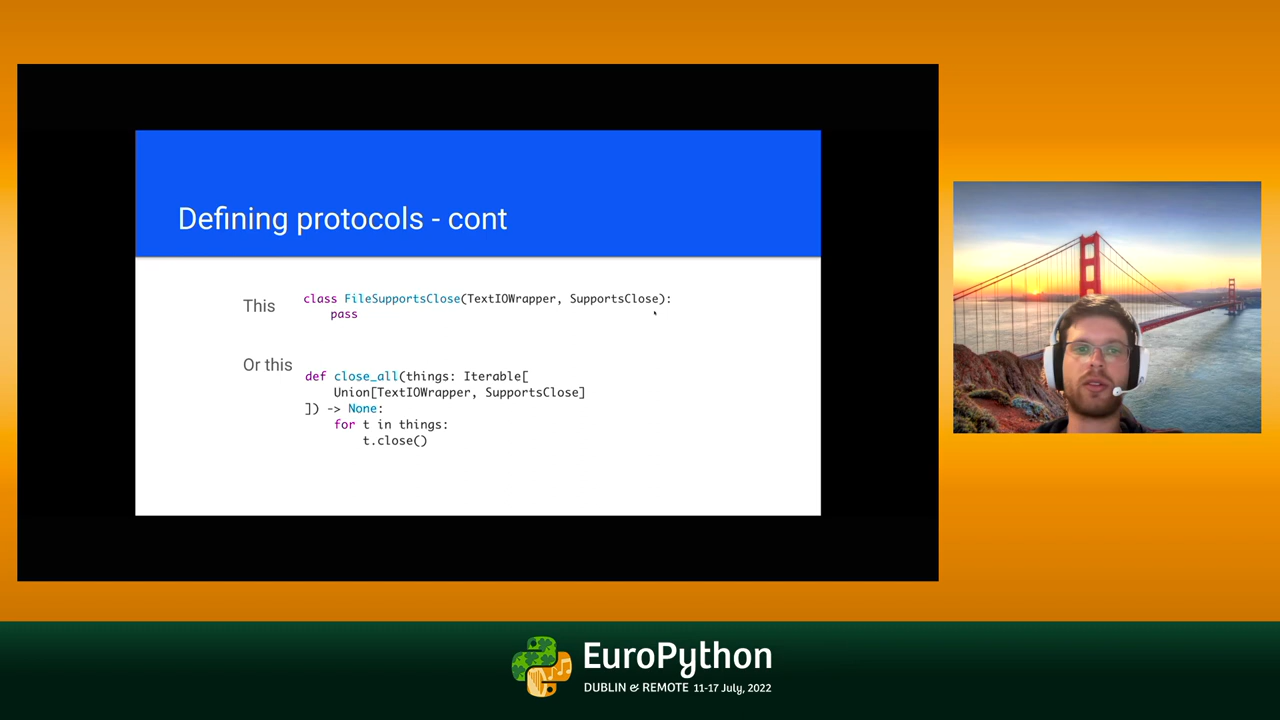 Defining protocols - cont
This
class FileSupportsClose(TextIOWrapper, SupportsClose):
    pass
Or this
def close_all(things: Iterable[
    Union[TextIOWrapper, SupportsClose]
]) -> None:
    for t in things:
        t.close()
EuroPython
DUBLIN & REMOTE 11-17 July, 2022